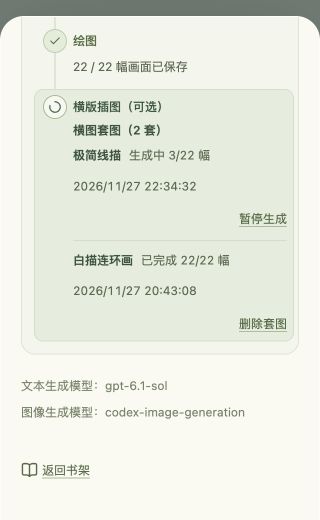 绘图
22 / 22 幅画面已保存
横版插图（可选）
横图套图（2 套）
极简线描 生成中 3/22 幅
2026/11/27 22:34:32
暂停生成
白描连环画 已完成 22/22 幅
2026/11/27 20:43:08
删除套图
文本生成模型：gpt-6.1-sol
图像生成模型：codex-image-generation
返回书架